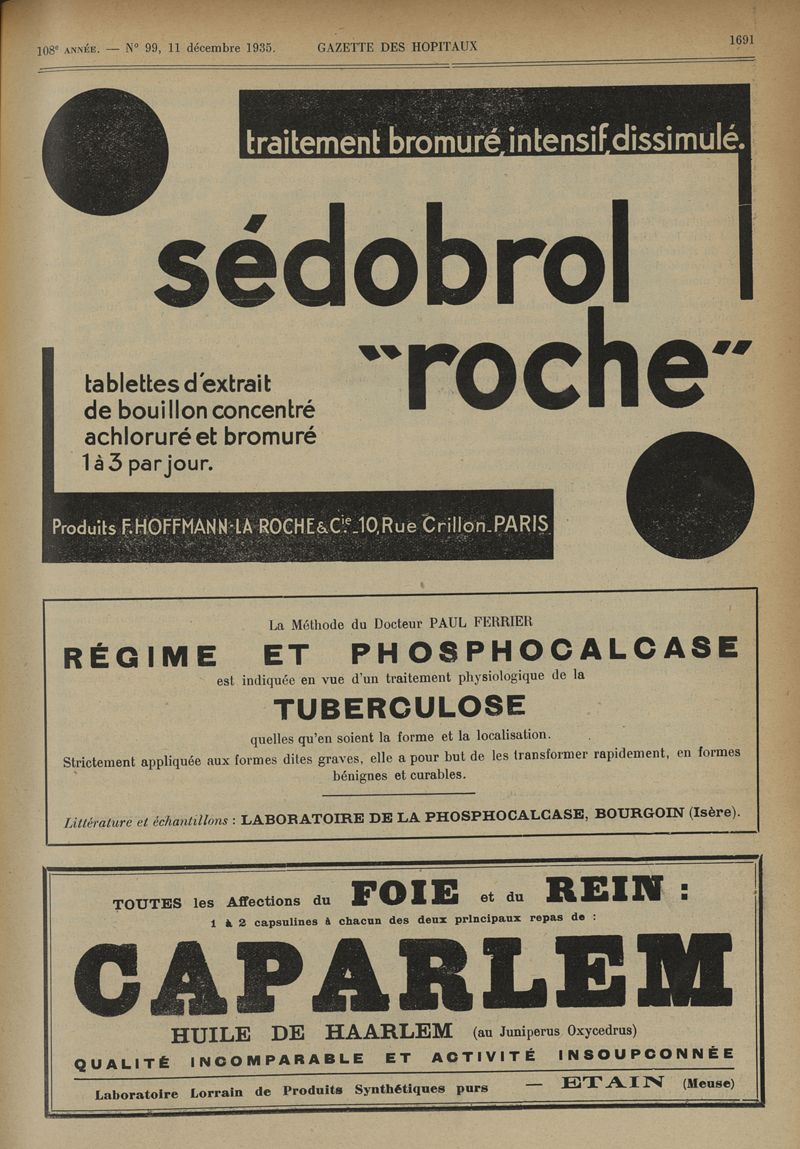 108e ANNÉE. — N° 99, 11 décembre 1935. GAZETTE DES HOPITAUX 1691
traitement bromuré, intensif, dissimulé.
sédobrol
"roche"
tablettes d'extrait
de bouillon concentré
achloruré et bromuré
1 à 3 par jour.
Produits F. HOFFMANN-LA ROCHE & Cie_10, Rue Crillon_PARIS
La Méthode du Docteur PAUL FERRIER
RÉGIME ET PHOSPHOCALCASE
est indiquée en vue d'un traitement physiologique de la
TUBERCULOSE
quelles qu'en soient la forme et la localisation.
Strictement appliquée aux formes dites graves, elle a pour but de les transformer rapidement, en formes
bénignes et curables.
Littérature et échantillons : LABORATOIRE DE LA PHOSPHOCALCASE, BOURGOIN (Isère).
TOUTES les Affections du FOIE et du REIN :
1 à 2 capsulines à chacun des deux principaux repas de :
CAPARLEM
HUILE DE HAARLEM (au Juniperus Oxycedrus)
QUALITÉ INCOMPARABLE ET ACTIVITÉ INSOUPCONNÉE
Laboratoire Lorrain de Produits Synthétiques purs — ETAIN (Meuse)